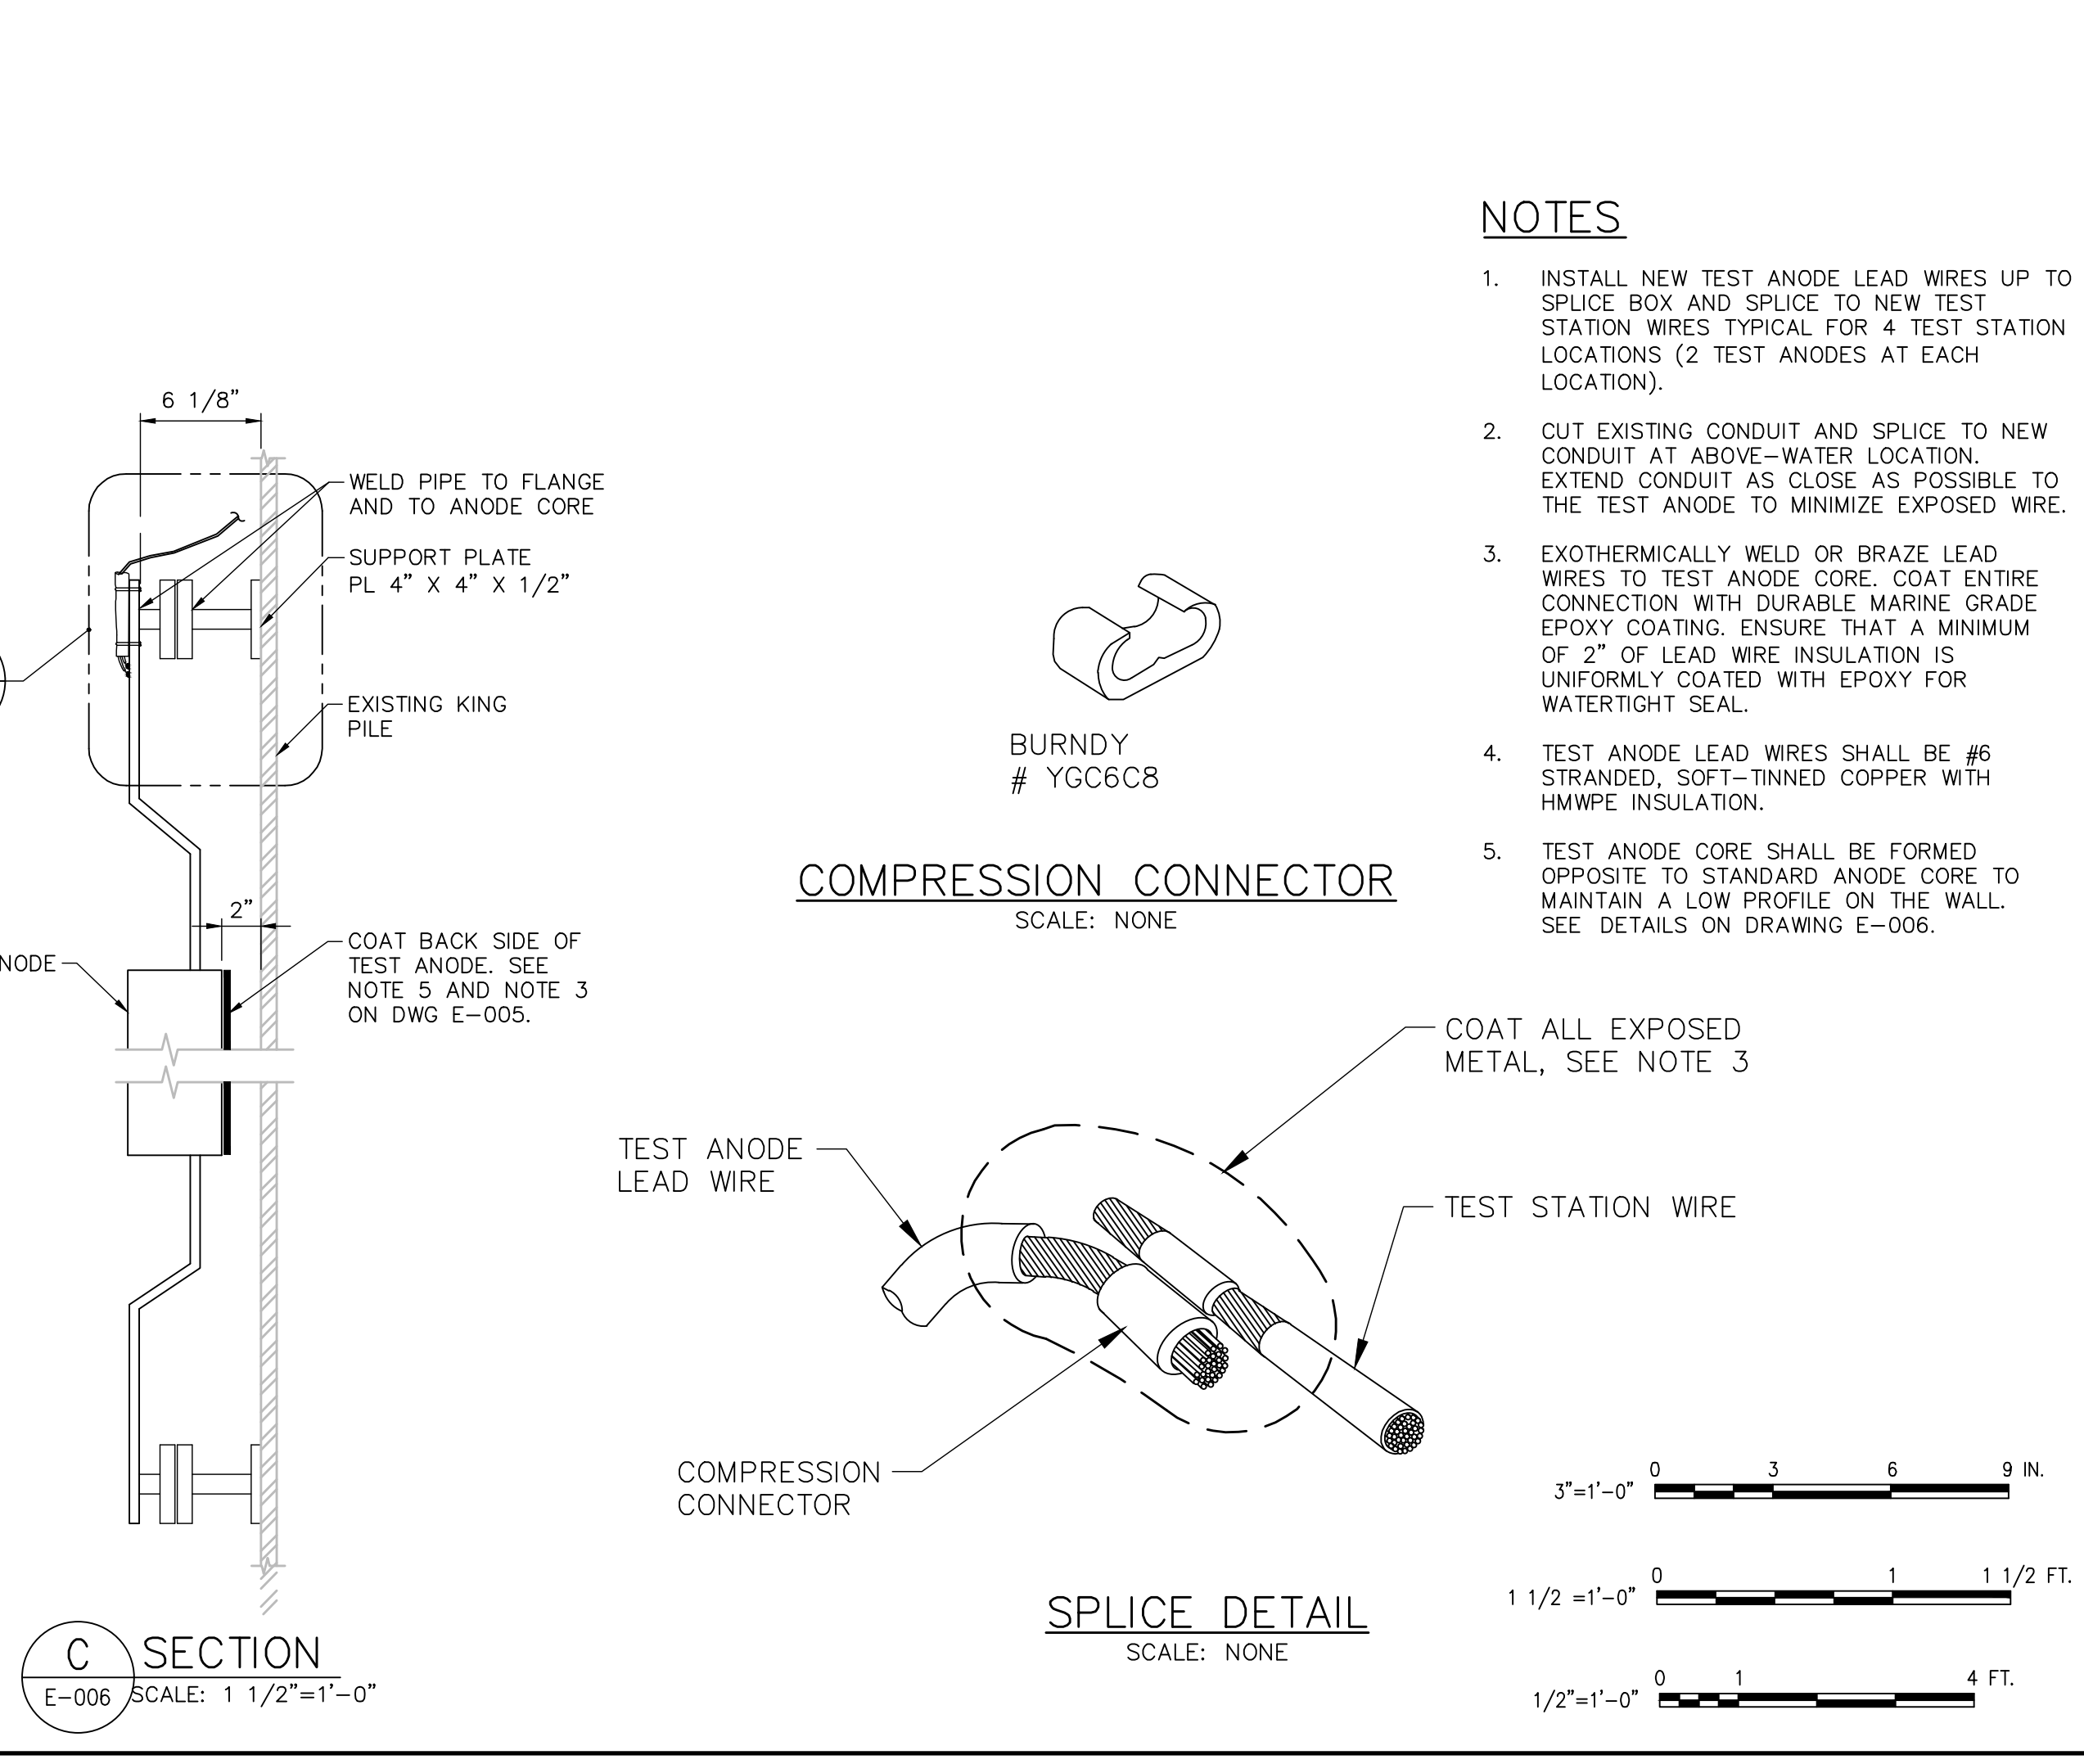 6 1/8"
WELD PIPE TO FLANGE
AND TO ANODE CORE
SUPPORT PLATE
PL 4" X 4" X 1/2"
EXISTING KING
PILE
2"
NODE
COAT BACK SIDE OF
TEST ANODE. SEE
NOTE 5 AND NOTE 3
ON DWG E-005.
C
E-006
SECTION
SCALE: 1 1/2"=1'-0"
BURNDY
# YGC6C8
COMPRESSION CONNECTOR
SCALE: NONE
COAT ALL EXPOSED
METAL, SEE NOTE 3
TEST ANODE
LEAD WIRE
TEST STATION WIRE
COMPRESSION
CONNECTOR
SPLICE DETAIL
SCALE: NONE
NOTES
1. INSTALL NEW TEST ANODE LEAD WIRES UP TO
SPLICE BOX AND SPLICE TO NEW TEST
STATION WIRES TYPICAL FOR 4 TEST STATION
LOCATIONS (2 TEST ANODES AT EACH
LOCATION).
2. CUT EXISTING CONDUIT AND SPLICE TO NEW
CONDUIT AT ABOVE-WATER LOCATION.
EXTEND CONDUIT AS CLOSE AS POSSIBLE TO
THE TEST ANODE TO MINIMIZE EXPOSED WIRE.
3. EXOTHERMICALLY WELD OR BRAZE LEAD
WIRES TO TEST ANODE CORE. COAT ENTIRE
CONNECTION WITH DURABLE MARINE GRADE
EPOXY COATING. ENSURE THAT A MINIMUM
OF 2" OF LEAD WIRE INSULATION IS
UNIFORMLY COATED WITH EPOXY FOR
WATERTIGHT SEAL.
4. TEST ANODE LEAD WIRES SHALL BE #6
STRANDED, SOFT-TINNED COPPER WITH
HMWPE INSULATION.
5. TEST ANODE CORE SHALL BE FORMED
OPPOSITE TO STANDARD ANODE CORE TO
MAINTAIN A LOW PROFILE ON THE WALL.
SEE DETAILS ON DRAWING E-006.
0 3 6 9 IN.
3"=1'-0"
0 1 1 1/2 FT.
1 1/2 =1'-0"
0 1 4 FT.
1/2"=1'-0"